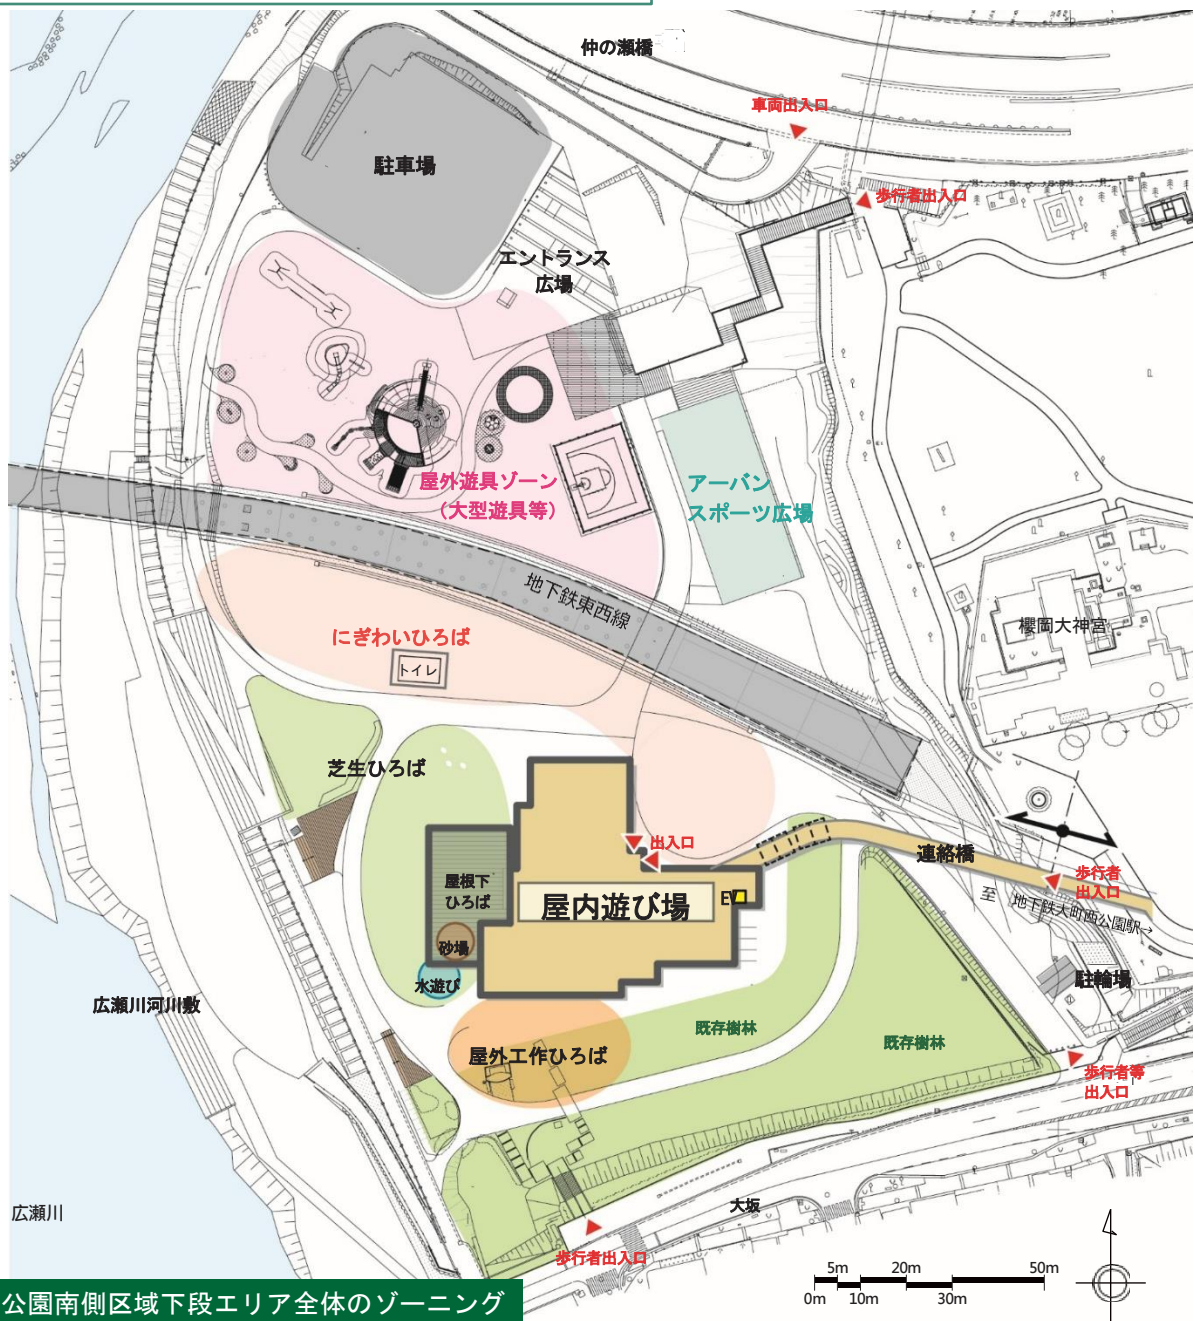 仲の瀬橋
車両出入口
歩行者出入口
駐車場
エントランス
広場
屋外遊具ゾーン
（大型遊具等）
アーバン
スポーツ広場
地下鉄東西線
櫻岡大神宮
にぎわいひろば
トイレ
芝生ひろば
出入口
連絡橋
歩行者
出入口
屋根下
ひろば
屋内遊び場
EV
至 地下鉄大町西公園駅→
砂場
水遊び
駐輪場
広瀬川河川敷
既存樹林
既存樹林
屋外工作ひろば
歩行者等
出入口
広瀬川
大坂
歩行者出入口
5m 20m 50m
0m 10m 30m
公園南側区域下段エリア全体のゾーニング